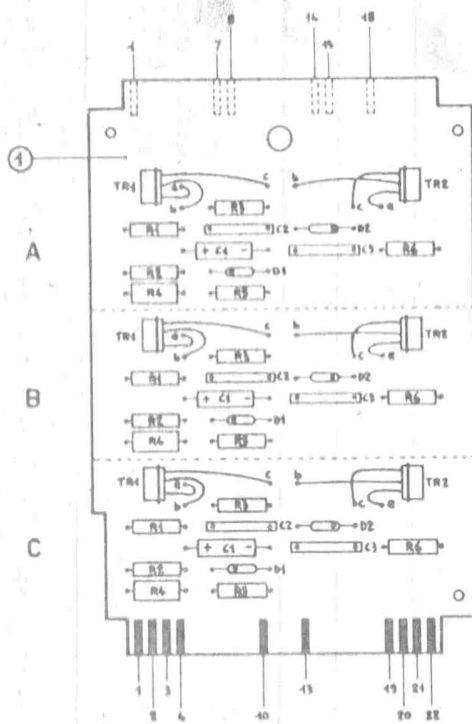 1 7 8 14 15 18
1
TR1 e b c b c e TR2
R3
R1 C2 D2
A
+ C1 - C3 R6
R2 D1
R4 R5
TR1 e b c b c e TR2
R3
R1 C2 D2
B
+ C1 - C3 R6
R2 D1
R4 R5
TR1 e b c b c e TR2
R3
R1 C2 D2
C
+ C1 - C3 R6
R2 D1
R4 R5
1 2 3 4 10 13 19 20 21 22